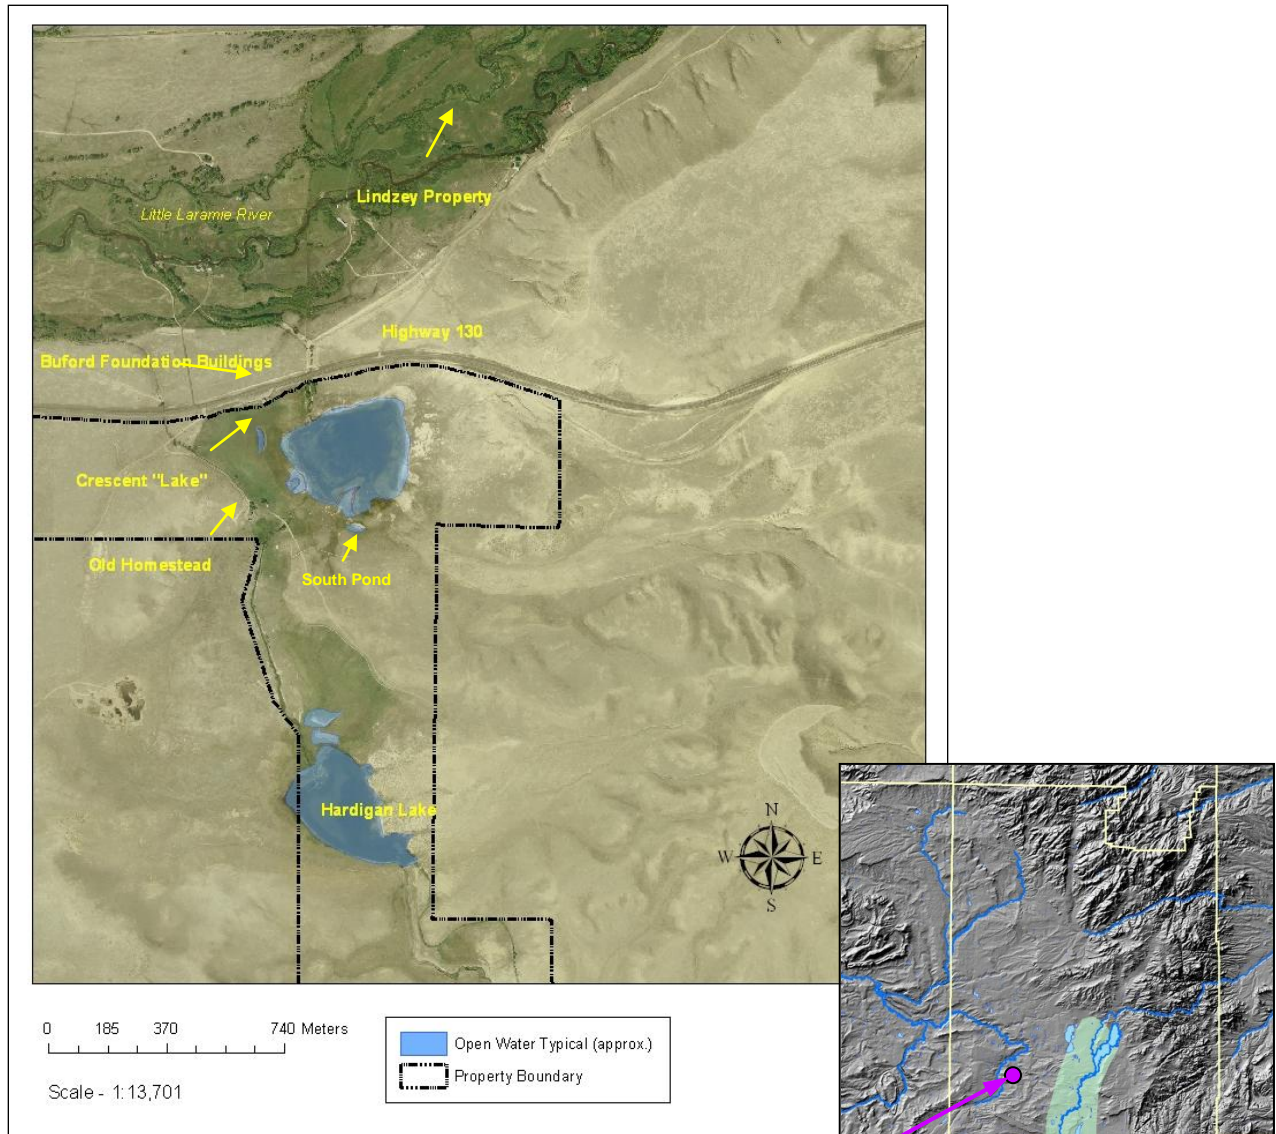 Lindzey Property
Little Laramie River
Highway 130
Buford Foundation Buildings
Crescent "Lake"
Old Homestead
South Pond
Hardigan Lake
N
W E
S
0 185 370 740 Meters
Scale - 1:13,701
Open Water Typical (approx.)
Property Boundary